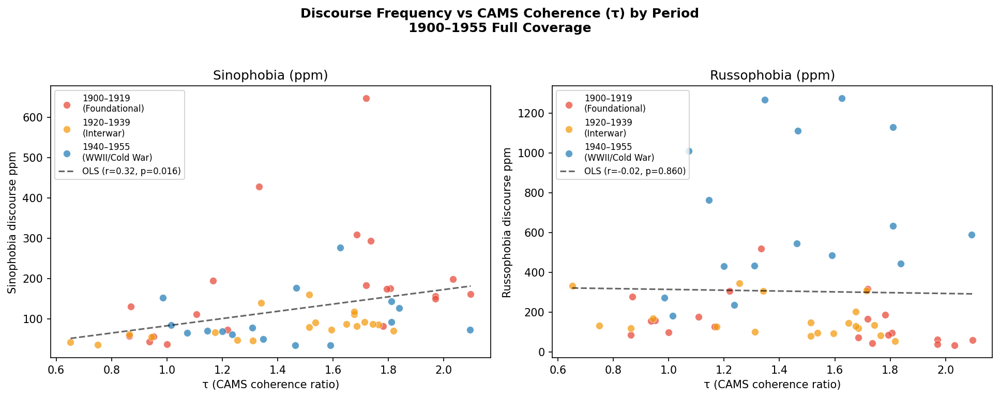 Discourse Frequency vs CAMS Coherence (τ) by Period
1900–1955 Full Coverage
Sinophobia (ppm)
Sinophobia discourse ppm
600
500
400
300
200
100
1900–1919
(Foundational)
1920–1939
(Interwar)
1940–1955
(WWII/Cold War)
OLS (r=0.32, p=0.016)
0.6 0.8 1.0 1.2 1.4 1.6 1.8 2.0
τ (CAMS coherence ratio)
Russophobia (ppm)
Russophobia discourse ppm
1200
1000
800
600
400
200
0
1900–1919
(Foundational)
1920–1939
(Interwar)
1940–1955
(WWII/Cold War)
OLS (r=-0.02, p=0.860)
0.6 0.8 1.0 1.2 1.4 1.6 1.8 2.0
τ (CAMS coherence ratio)